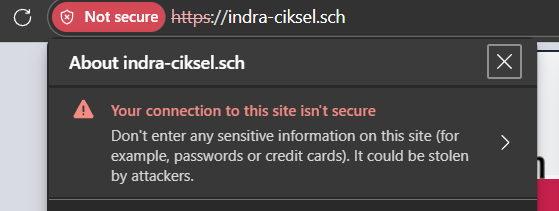 Not secure https://indra-ciksel.sch
About indra-ciksel.sch
Your connection to this site isn't secure
Don't enter any sensitive information on this site (for
example, passwords or credit cards). It could be stolen
by attackers.